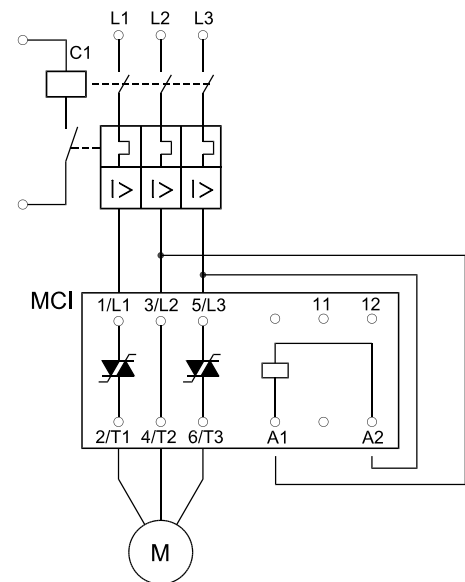 L1 L2 L3
C1
I> I> I>
MCI
1/L1 3/L2 5/L3 11 12
2/T1 4/T2 6/T3 A1 A2
M